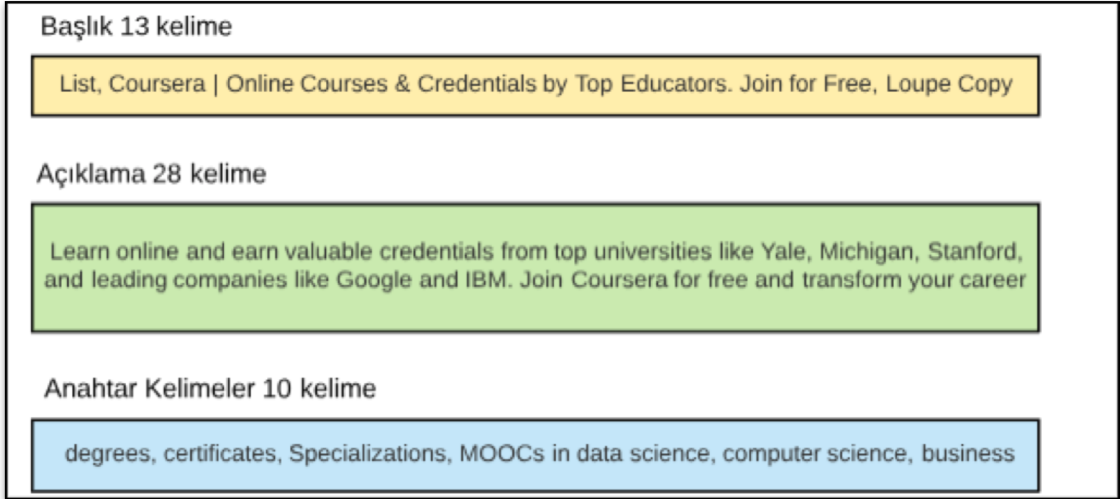 Başlık 13 kelime
List, Coursera | Online Courses & Credentials by Top Educators. Join for Free, Loupe Copy
Açıklama 28 kelime
Learn online and earn valuable credentials from top universities like Yale, Michigan, Stanford,
and leading companies like Google and IBM. Join Coursera for free and transform your career
Anahtar Kelimeler 10 kelime
degrees, certificates, Specializations, MOOCs in data science, computer science, business